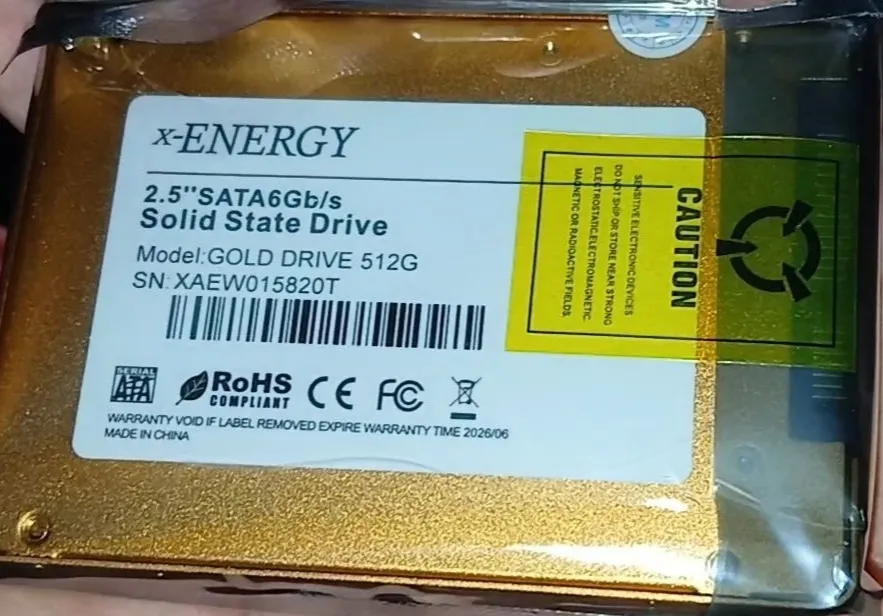 x-ENERGY
2.5"SATA6Gb/s
Solid State Drive
Model:GOLD DRIVE 512G
SN: XAEW015820T
SERIAL
ATA
RoHS
COMPLIANT
CE
FC
WARRANTY VOID IF LABEL REMOVED EXPIRE WARRANTY TIME 2026/06
MADE IN CHINA
CAUTION
SENSITIVE ELECTRONIC DEVICES
DO NOT SHIP OR STORE NEAR STRONG
ELECTROSTATIC,ELECTROMAGNETIC.
MAGNETIC OR RADIOACTIVE FIELDS.